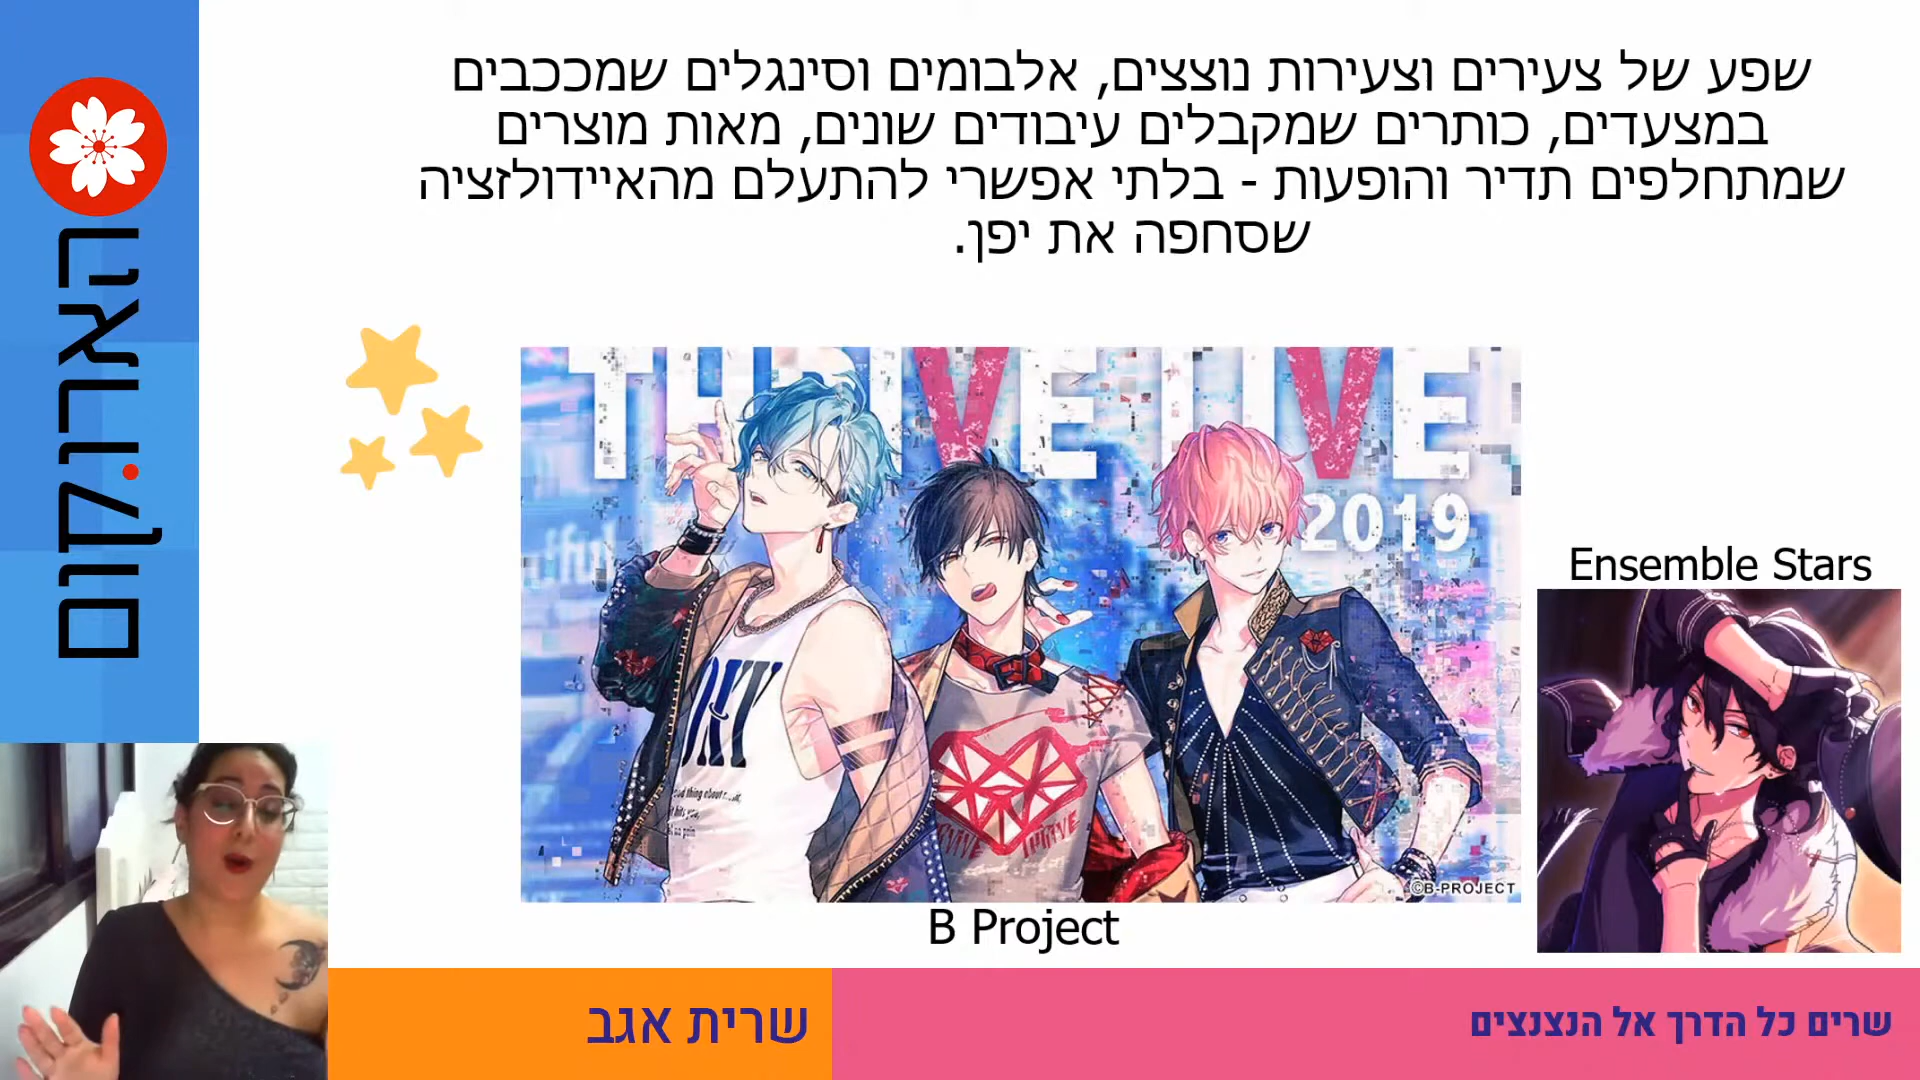 שפע של צעירים וצעירות נוצצים, אלבומים וסינגלים שמככבים
במצעדים, כותרים שמקבלים עיבודים שונים, מאות מוצרים
שמתחלפים תדיר והופעות - בלתי אפשרי להתעלם מהאיידולזציה
שסחפה את יפן.
הארו.קום
THRIVE LIVE
2019
Ensemble Stars
©B-PROJECT
B Project
שרית אגב
שרים כל הדרך אל הנצנצים